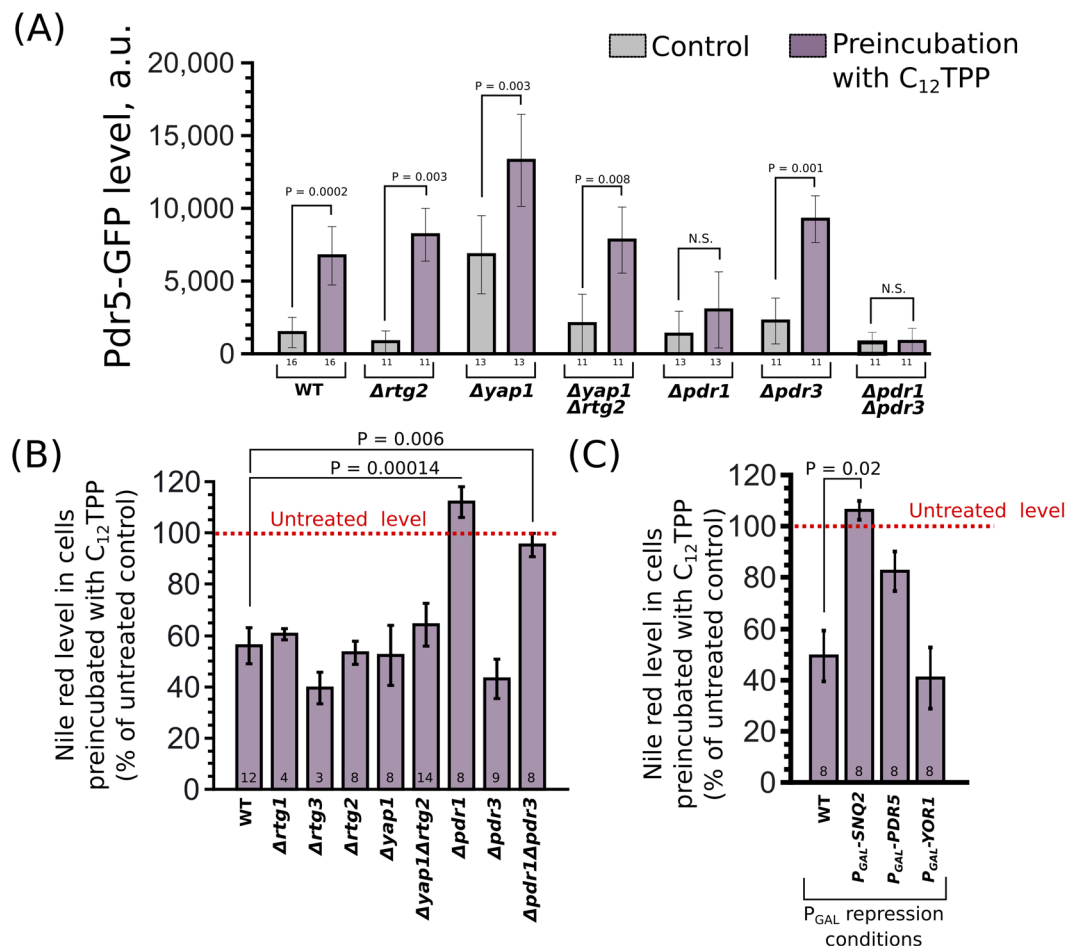 (A)
Control
Preincubation
with C₁₂TPP
Pdr5-GFP level, a.u.
20,000
15,000
10,000
5,000
0
P = 0.0002
P = 0.003
P = 0.003
P = 0.008
N.S.
P = 0.001
N.S.
16 16 11 11 13 13 11 11 13 13 11 11 11 11
WT
Δrtg2
Δyap1
Δyap1
Δrtg2
Δpdr1
Δpdr3
Δpdr1
Δpdr3
(B)
P = 0.006
P = 0.00014
Untreated level
Nile red level in cells
preincubated with C₁₂TPP
(% of untreated control)
120
100
80
60
40
20
0
12 4 3 8 8 14 8 9 8
WT
Δrtg1
Δrtg3
Δrtg2
Δyap1
Δyap1Δrtg2
Δpdr1
Δpdr3
Δpdr1Δpdr3
(C)
P = 0.02
Untreated level
Nile red level in cells
preincubated with C₁₂TPP
(% of untreated control)
120
100
80
60
40
20
0
8 8 8 8
WT
P_GAL-SNQ2
P_GAL-PDR5
P_GAL-YOR1
P_GAL repression
conditions